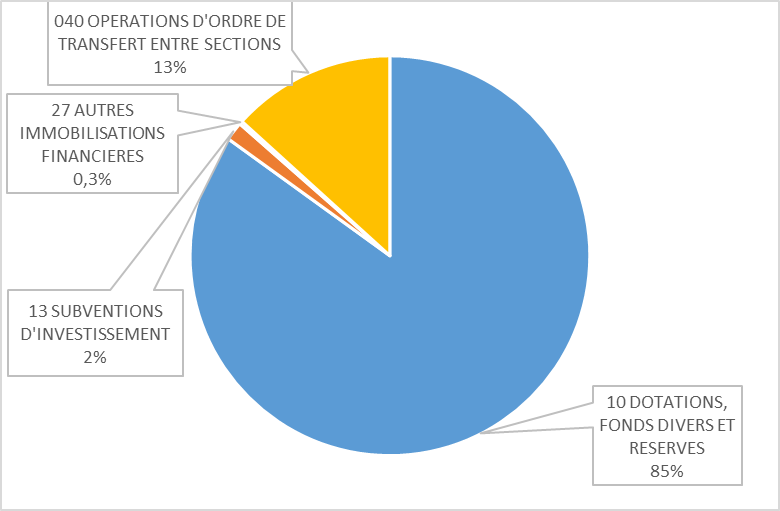 040 OPERATIONS D'ORDRE DE
TRANSFERT ENTRE SECTIONS
13%
27 AUTRES
IMMOBILISATIONS
FINANCIERES
0,3%
13 SUBVENTIONS
D'INVESTISSEMENT
2%
10 DOTATIONS,
FONDS DIVERS ET
RESERVES
85%